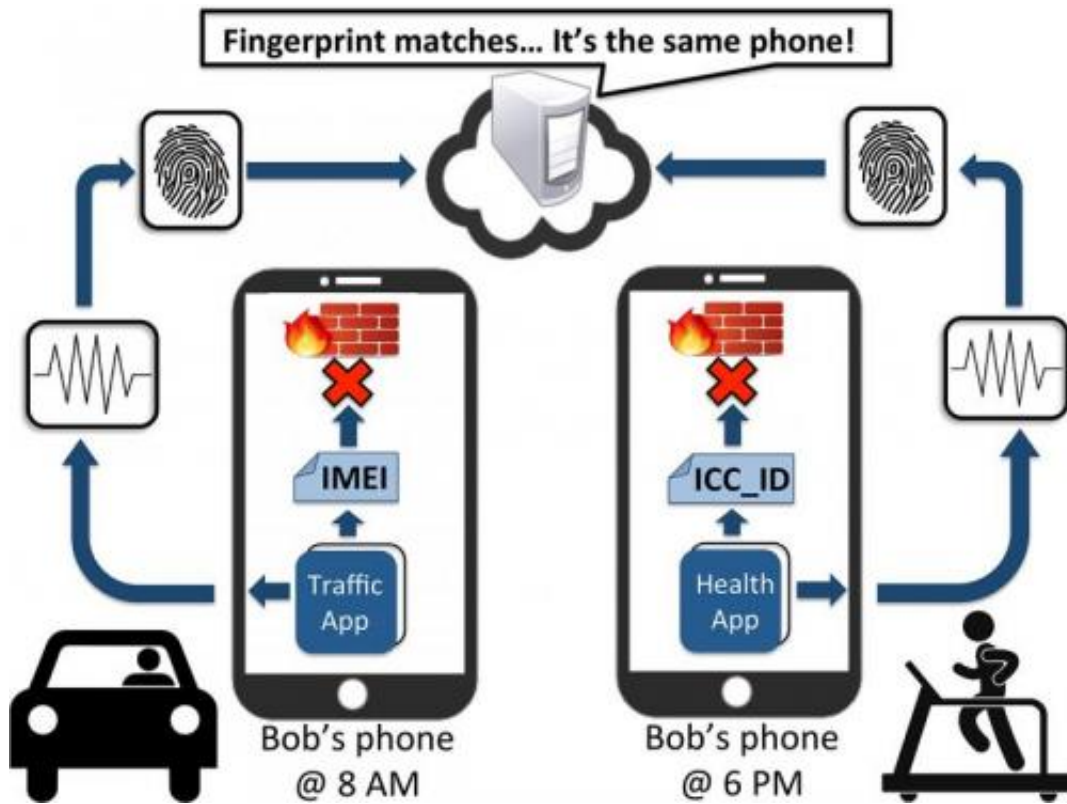 Fingerprint matches... It's the same phone!
IMEI
Traffic
App
Bob's phone
@ 8 AM
ICC_ID
Health
App
Bob's phone
@ 6 PM